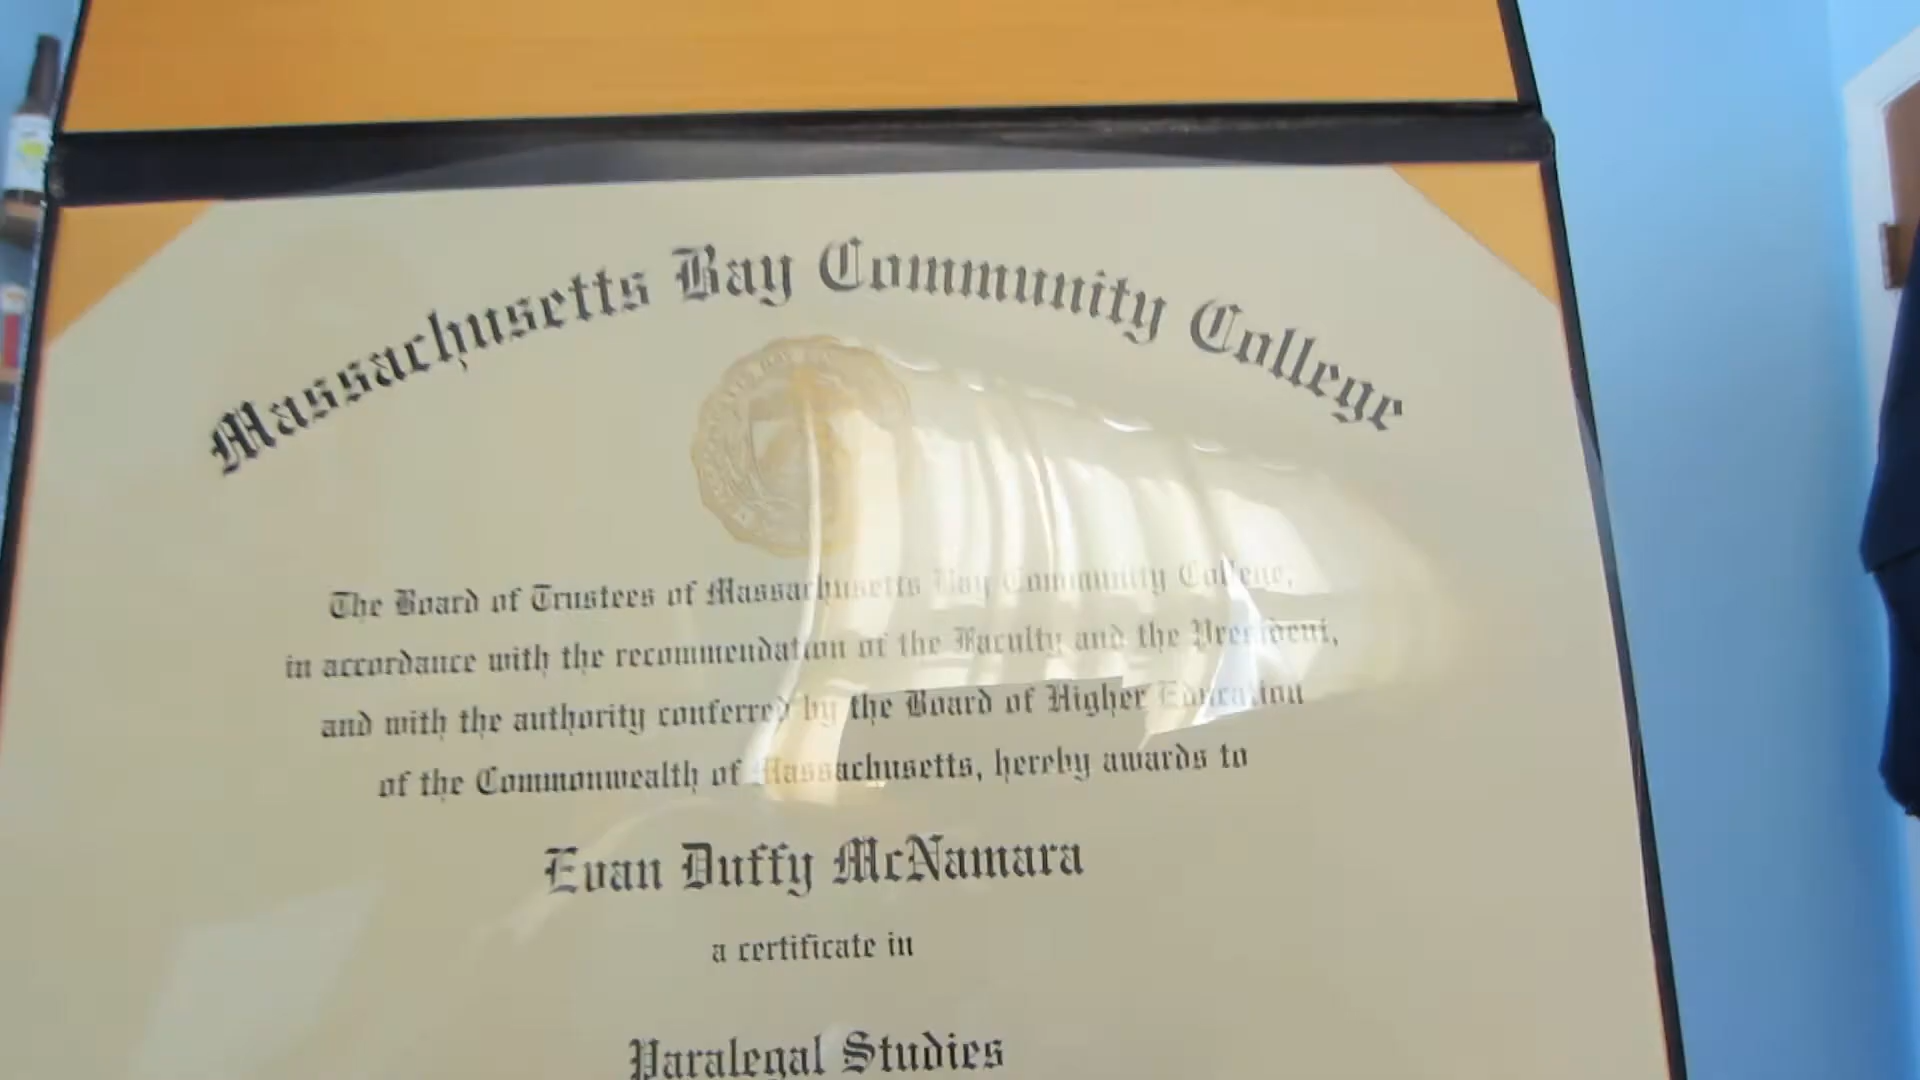 Massachusetts Bay Community College
The Board of Trustees of Massachusetts Bay Community College,
in accordance with the recommendation of the Faculty and the President,
and with the authority conferred by the Board of Higher Education
of the Commonwealth of Massachusetts, hereby awards to
Evan Duffy McNamara
a certificate in
Paralegal Studies